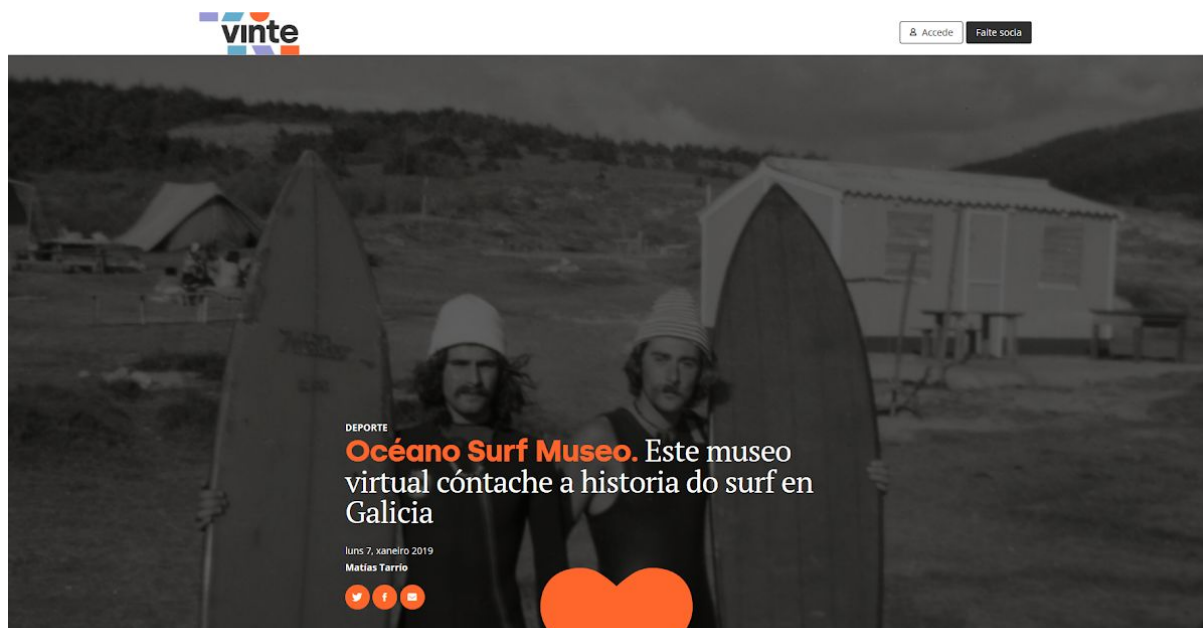 vinte
Accede
Faite socia
DEPORTE
Océano Surf Museo. Este museo
virtual cóntache a historia do surf en
Galicia
luns 7, xaneiro 2019
Matías Tarrío